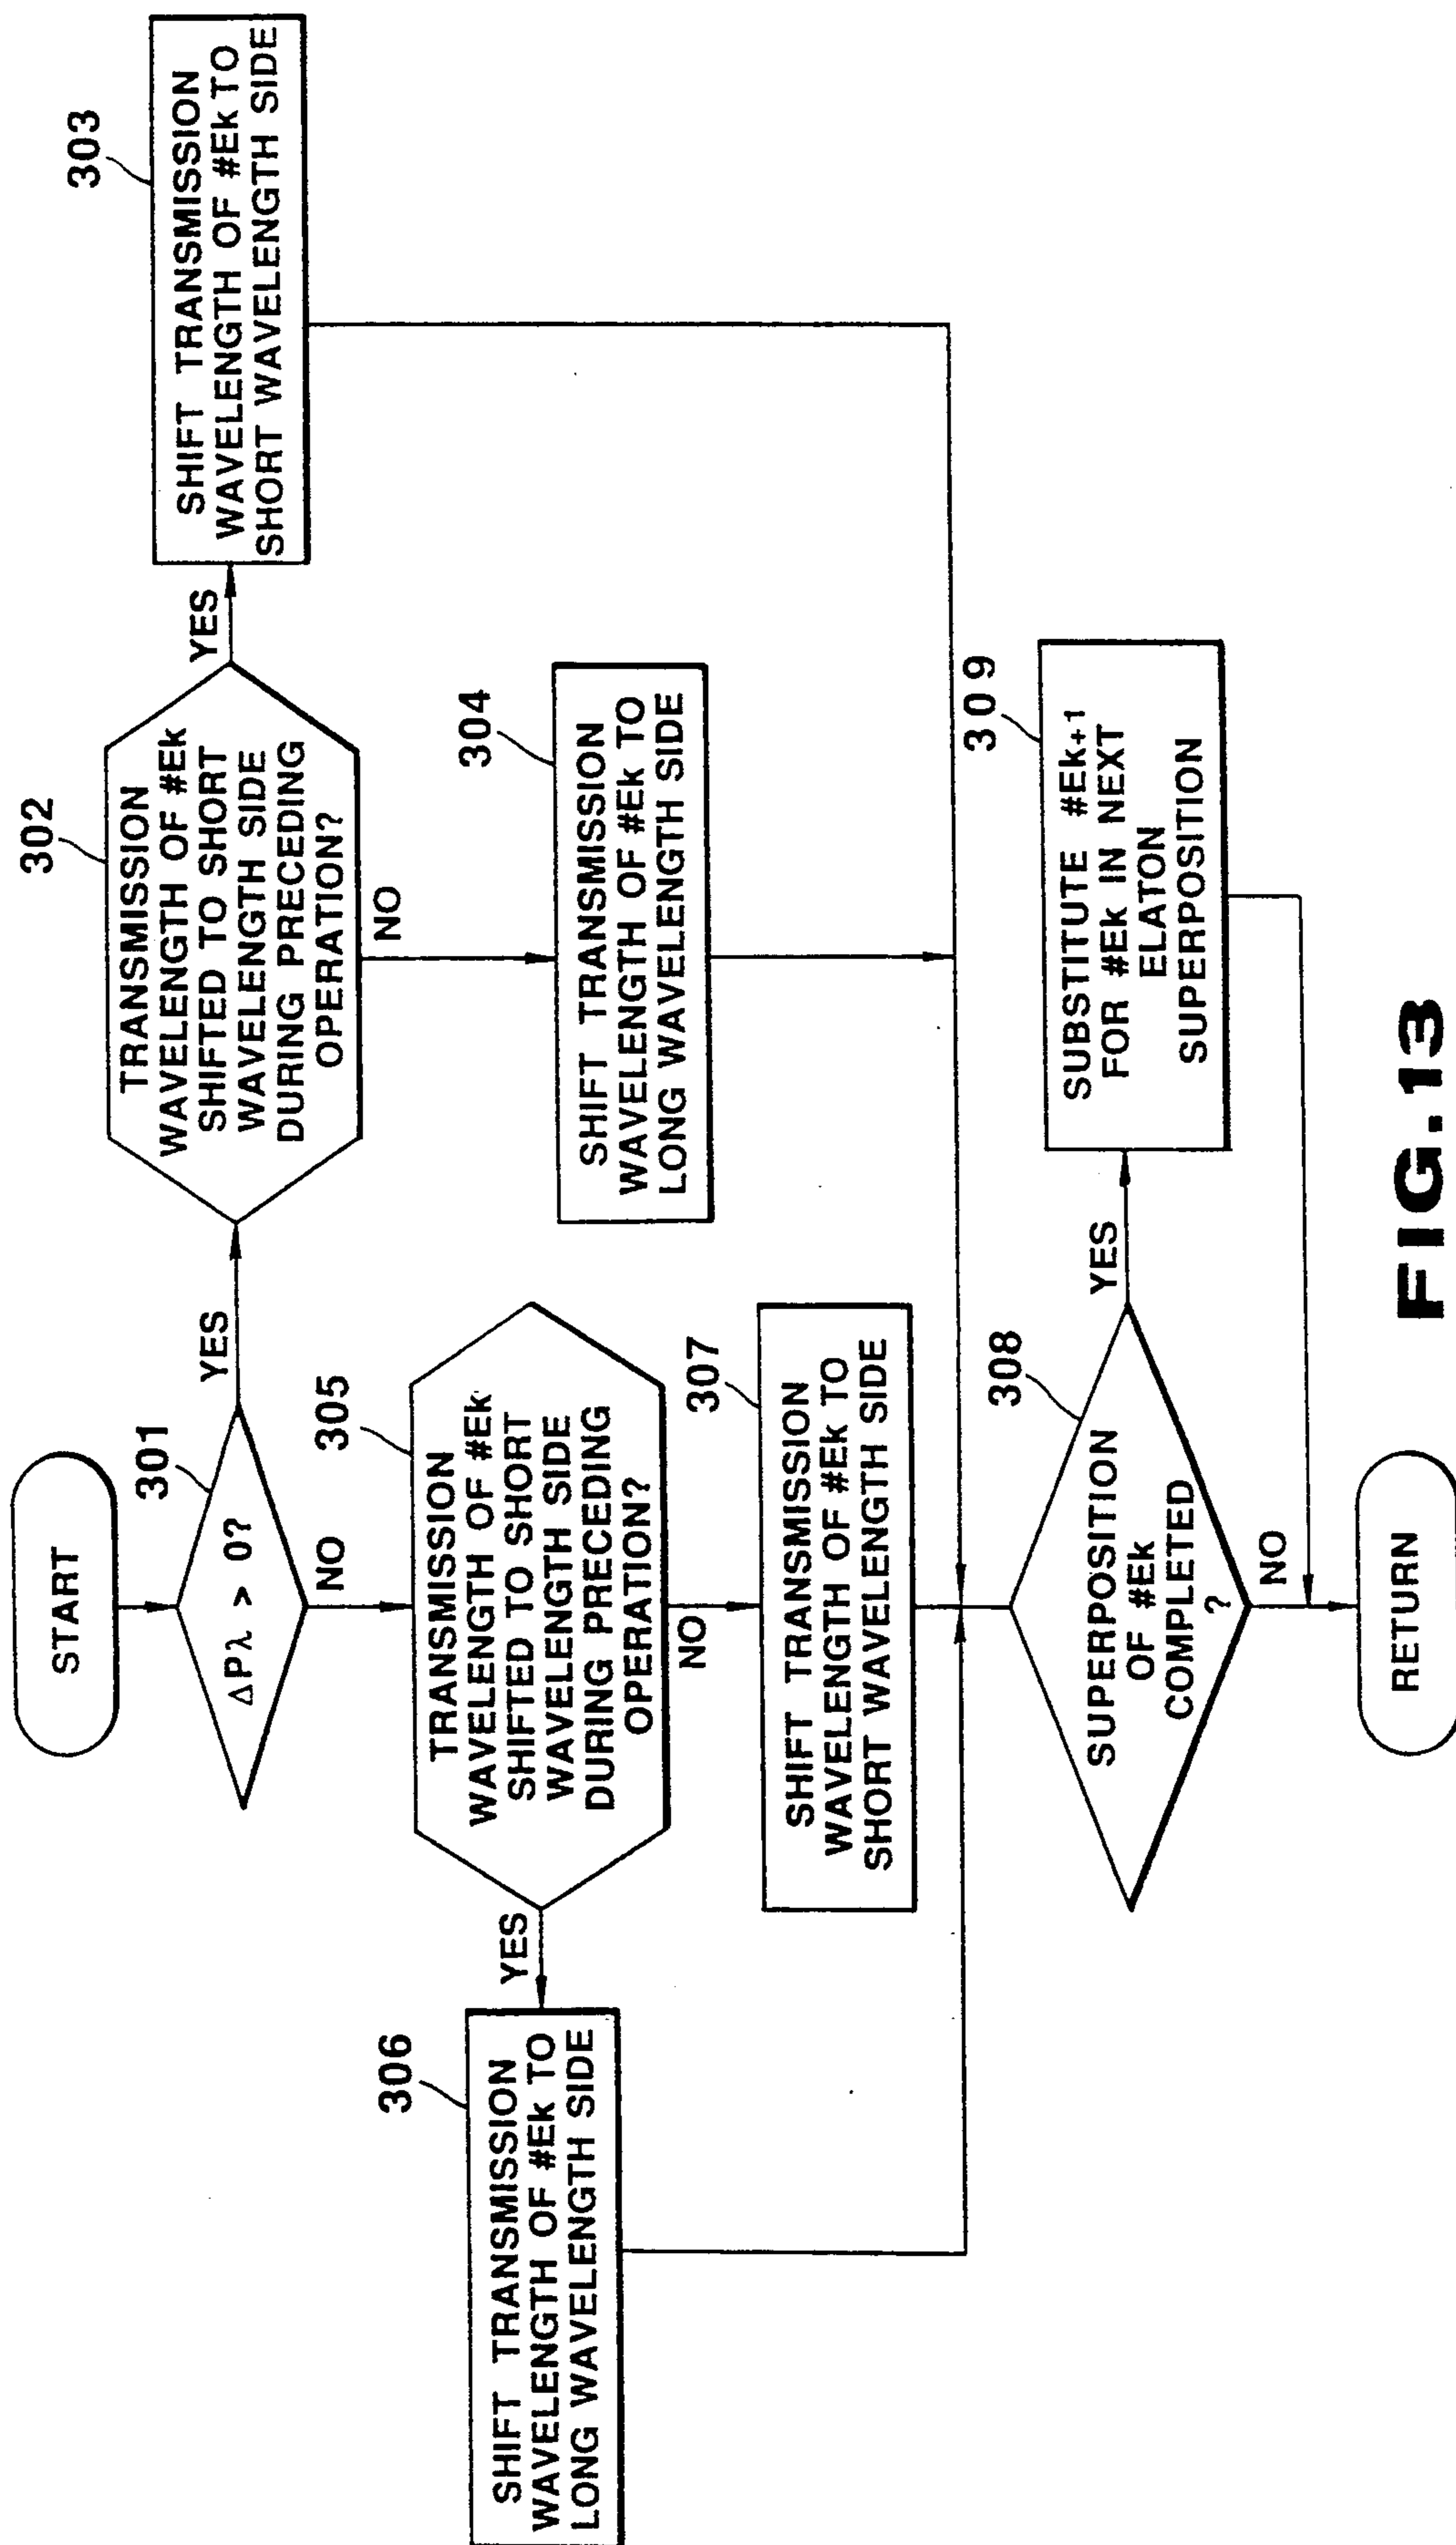 START
301
ΔPλ > 0?
YES
NO
302
TRANSMISSION
WAVELENGTH OF #Ek
SHIFTED TO SHORT
WAVELENGTH SIDE
DURING PRECEDING
OPERATION?
YES
NO
303
SHIFT TRANSMISSION
WAVELENGTH OF #Ek TO
SHORT WAVELENGTH SIDE
304
SHIFT TRANSMISSION
WAVELENGTH OF #Ek TO
LONG WAVELENGTH SIDE
305
TRANSMISSION
WAVELENGTH OF #Ek
SHIFTED TO SHORT
WAVELENGTH SIDE
DURING PRECEDING
OPERATION?
YES
NO
306
SHIFT TRANSMISSION
WAVELENGTH OF #Ek TO
LONG WAVELENGTH SIDE
307
SHIFT TRANSMISSION
WAVELENGTH OF #Ek TO
SHORT WAVELENGTH SIDE
308
SUPERPOSITION
OF #Ek
COMPLETED
?
YES
NO
309
SUBSTITUTE #Ek+1
FOR #Ek IN NEXT
ELATON
SUPERPOSITION
RETURN
FIG.13